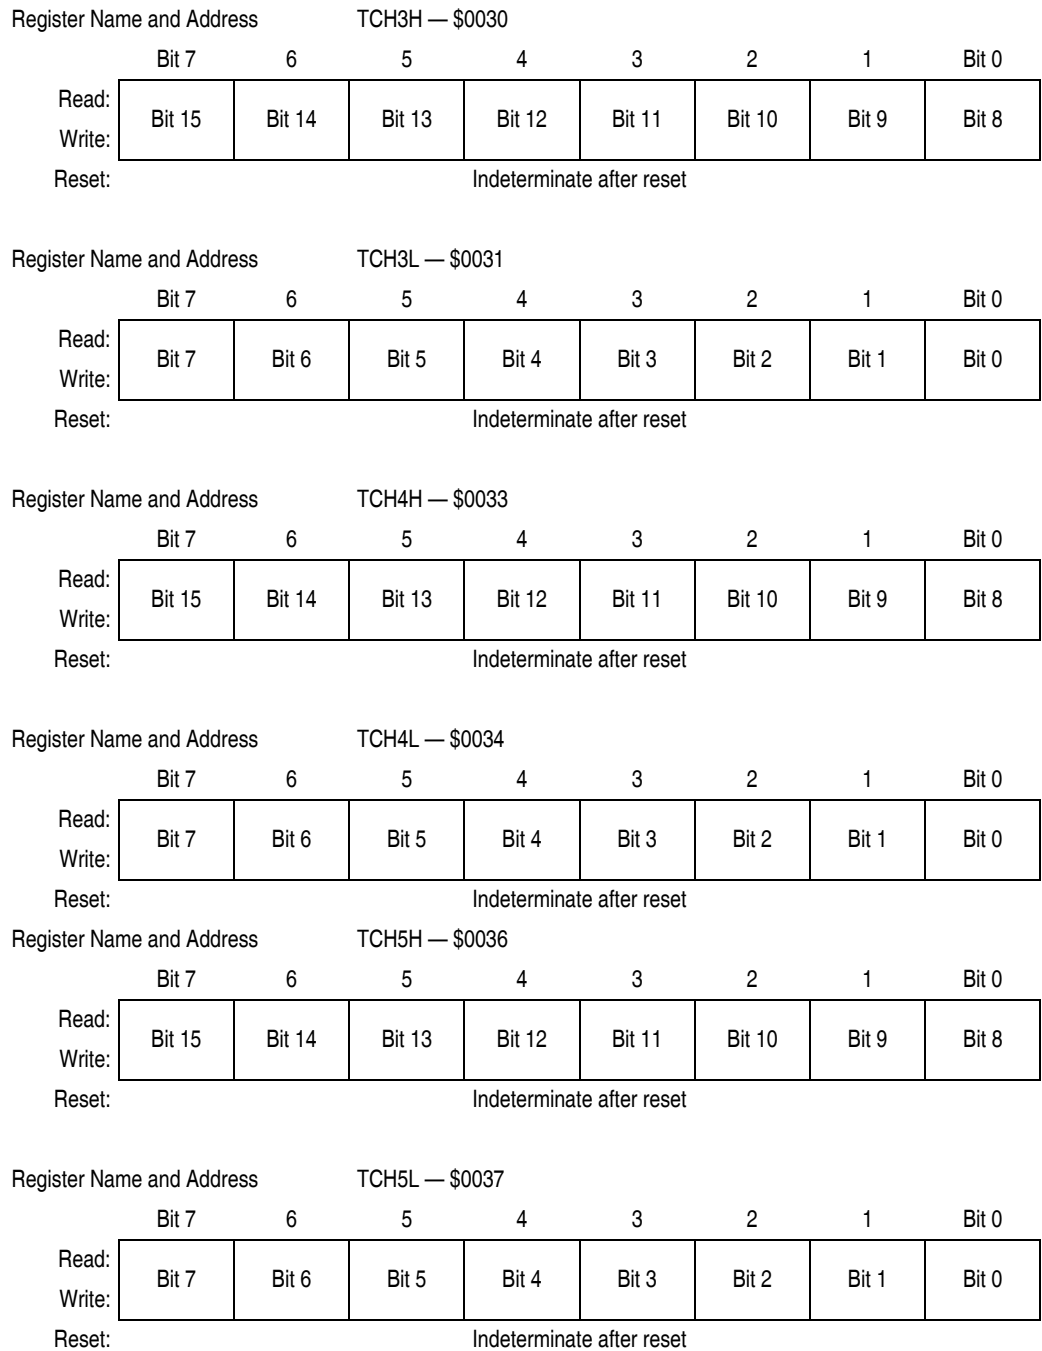 Register Name and Address TCH3H — $0030
Bit 7 6 5 4 3 2 1 Bit 0
Read:
Bit 15 Bit 14 Bit 13 Bit 12 Bit 11 Bit 10 Bit 9 Bit 8
Write:
Reset: Indeterminate after reset
Register Name and Address TCH3L — $0031
Bit 7 6 5 4 3 2 1 Bit 0
Read:
Bit 7 Bit 6 Bit 5 Bit 4 Bit 3 Bit 2 Bit 1 Bit 0
Write:
Reset: Indeterminate after reset
Register Name and Address TCH4H — $0033
Bit 7 6 5 4 3 2 1 Bit 0
Read:
Bit 15 Bit 14 Bit 13 Bit 12 Bit 11 Bit 10 Bit 9 Bit 8
Write:
Reset: Indeterminate after reset
Register Name and Address TCH4L — $0034
Bit 7 6 5 4 3 2 1 Bit 0
Read:
Bit 7 Bit 6 Bit 5 Bit 4 Bit 3 Bit 2 Bit 1 Bit 0
Write:
Reset: Indeterminate after reset
Register Name and Address TCH5H — $0036
Bit 7 6 5 4 3 2 1 Bit 0
Read:
Bit 15 Bit 14 Bit 13 Bit 12 Bit 11 Bit 10 Bit 9 Bit 8
Write:
Reset: Indeterminate after reset
Register Name and Address TCH5L — $0037
Bit 7 6 5 4 3 2 1 Bit 0
Read:
Bit 7 Bit 6 Bit 5 Bit 4 Bit 3 Bit 2 Bit 1 Bit 0
Write:
Reset: Indeterminate after reset